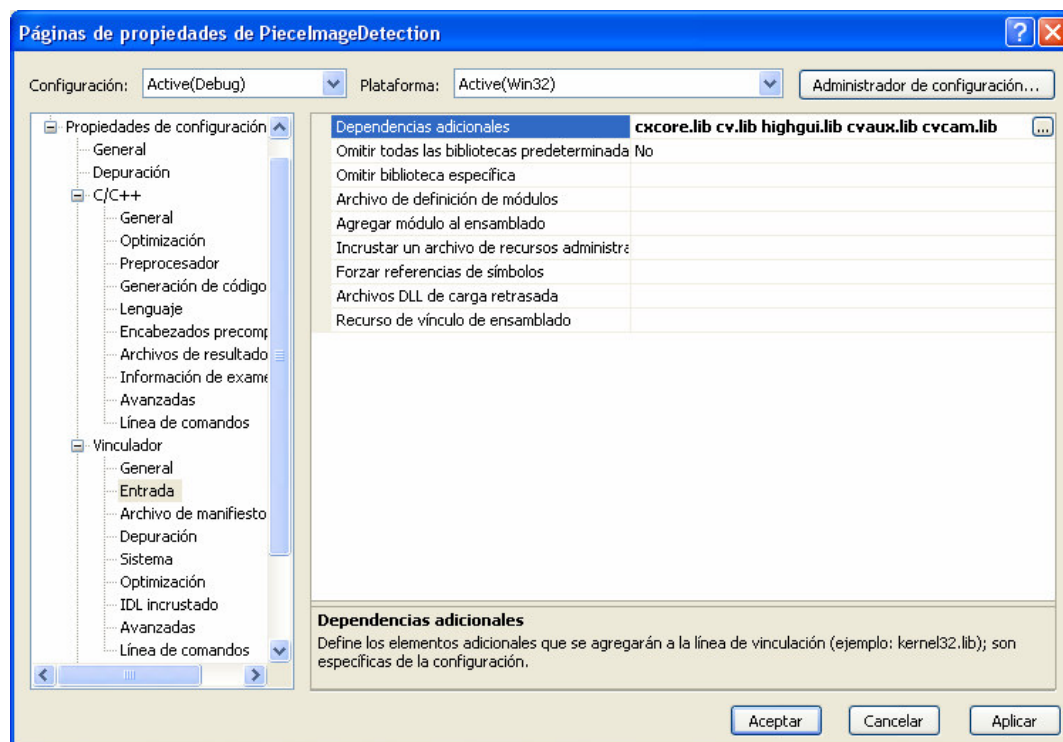 Páginas de propiedades de PieceImageDetection
Configuración: Active(Debug) Plataforma: Active(Win32) Administrador de configuración...
Propiedades de configuración
General
Depuración
C/C++
General
Optimización
Preprocesador
Generación de código
Lenguaje
Encabezados precomp
Archivos de resultado
Información de exame
Avanzadas
Línea de comandos
Vinculador
General
Entrada
Archivo de manifiesto
Depuración
Sistema
Optimización
IDL incrustado
Avanzadas
Línea de comandos
Dependencias adicionales cxcore.lib cv.lib highgui.lib cvaux.lib cvcam.lib ...
Omitir todas las bibliotecas predeterminada No
Omitir biblioteca específica
Archivo de definición de módulos
Agregar módulo al ensamblado
Incrustar un archivo de recursos administra
Forzar referencias de símbolos
Archivos DLL de carga retrasada
Recurso de vínculo de ensamblado
Dependencias adicionales
Define los elementos adicionales que se agregarán a la línea de vinculación (ejemplo: kernel32.lib); son
específicas de la configuración.
Aceptar Cancelar Aplicar